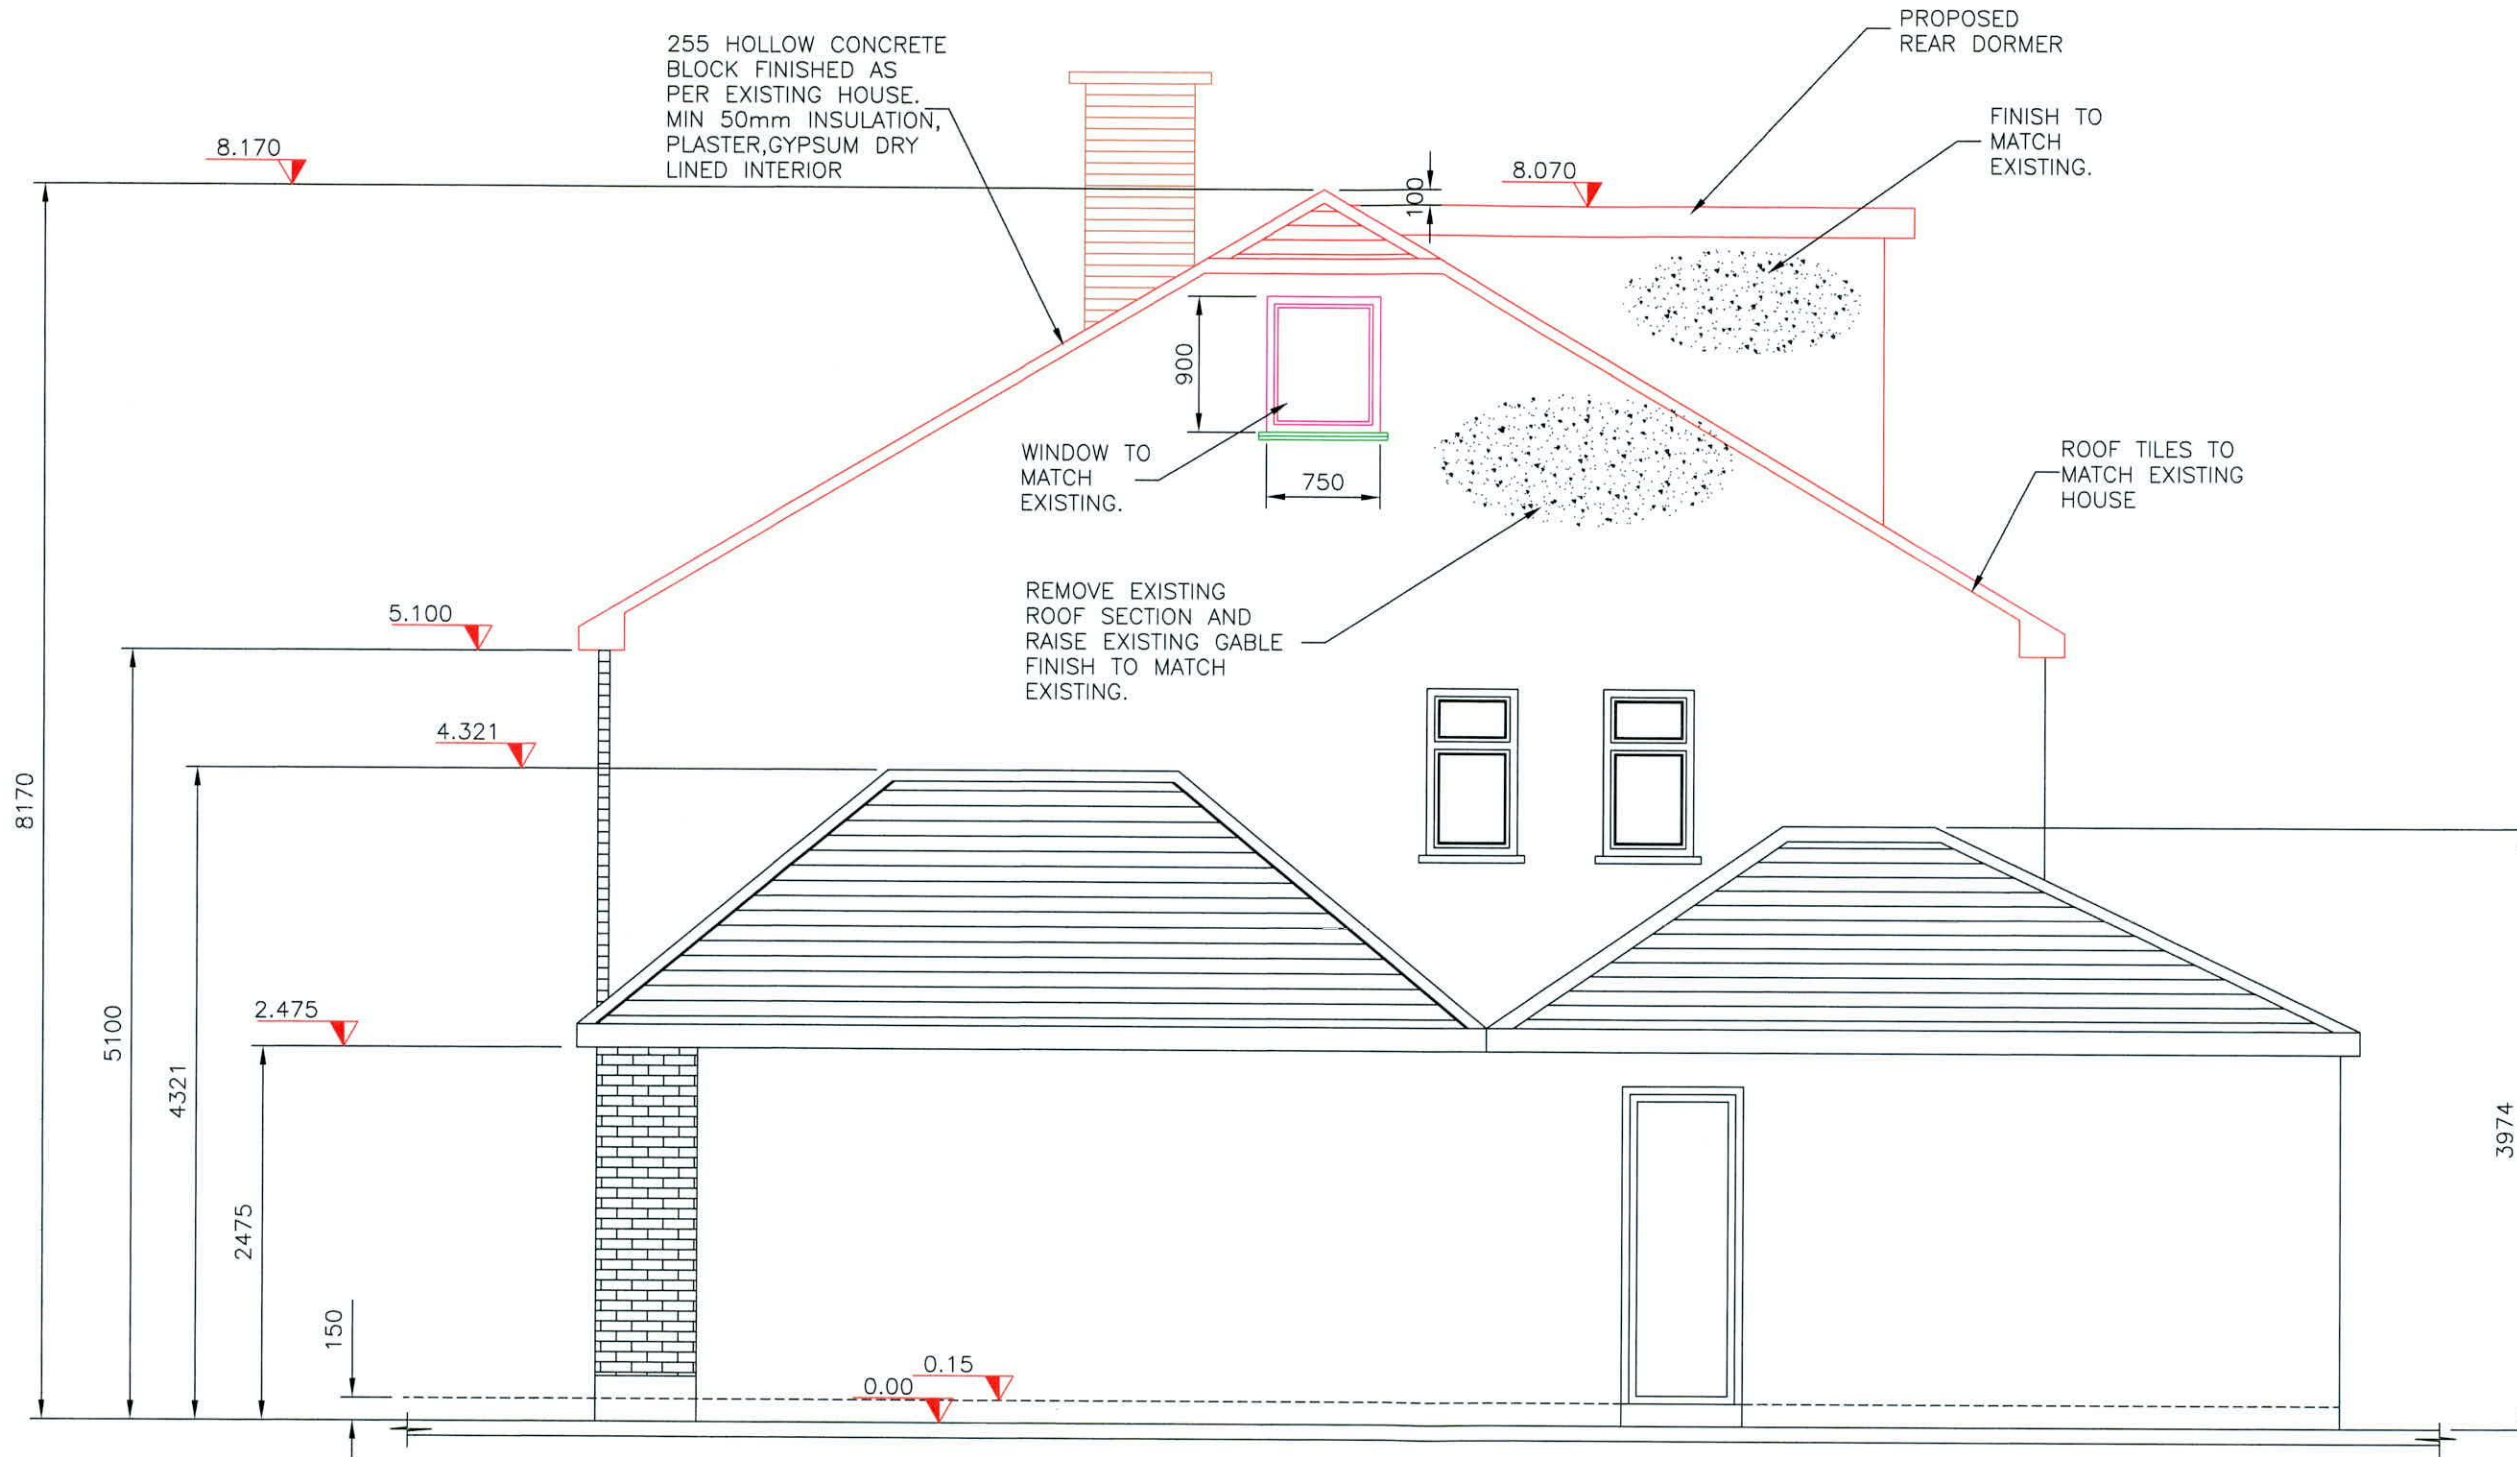 PROPOSED
REAR DORMER
255 HOLLOW CONCRETE
BLOCK FINISHED AS
PER EXISTING HOUSE.
MIN 50mm INSULATION,
PLASTER,GYPSUM DRY
LINED INTERIOR
FINISH TO
MATCH
EXISTING.
8.170
8.070
100
900
WINDOW TO
MATCH
EXISTING.
750
ROOF TILES TO
MATCH EXISTING
HOUSE
REMOVE EXISTING
ROOF SECTION AND
RAISE EXISTING GABLE
FINISH TO MATCH
EXISTING.
5.100
4.321
8170
2.475
5100
4321
2475
3974
150
0.15
0.00